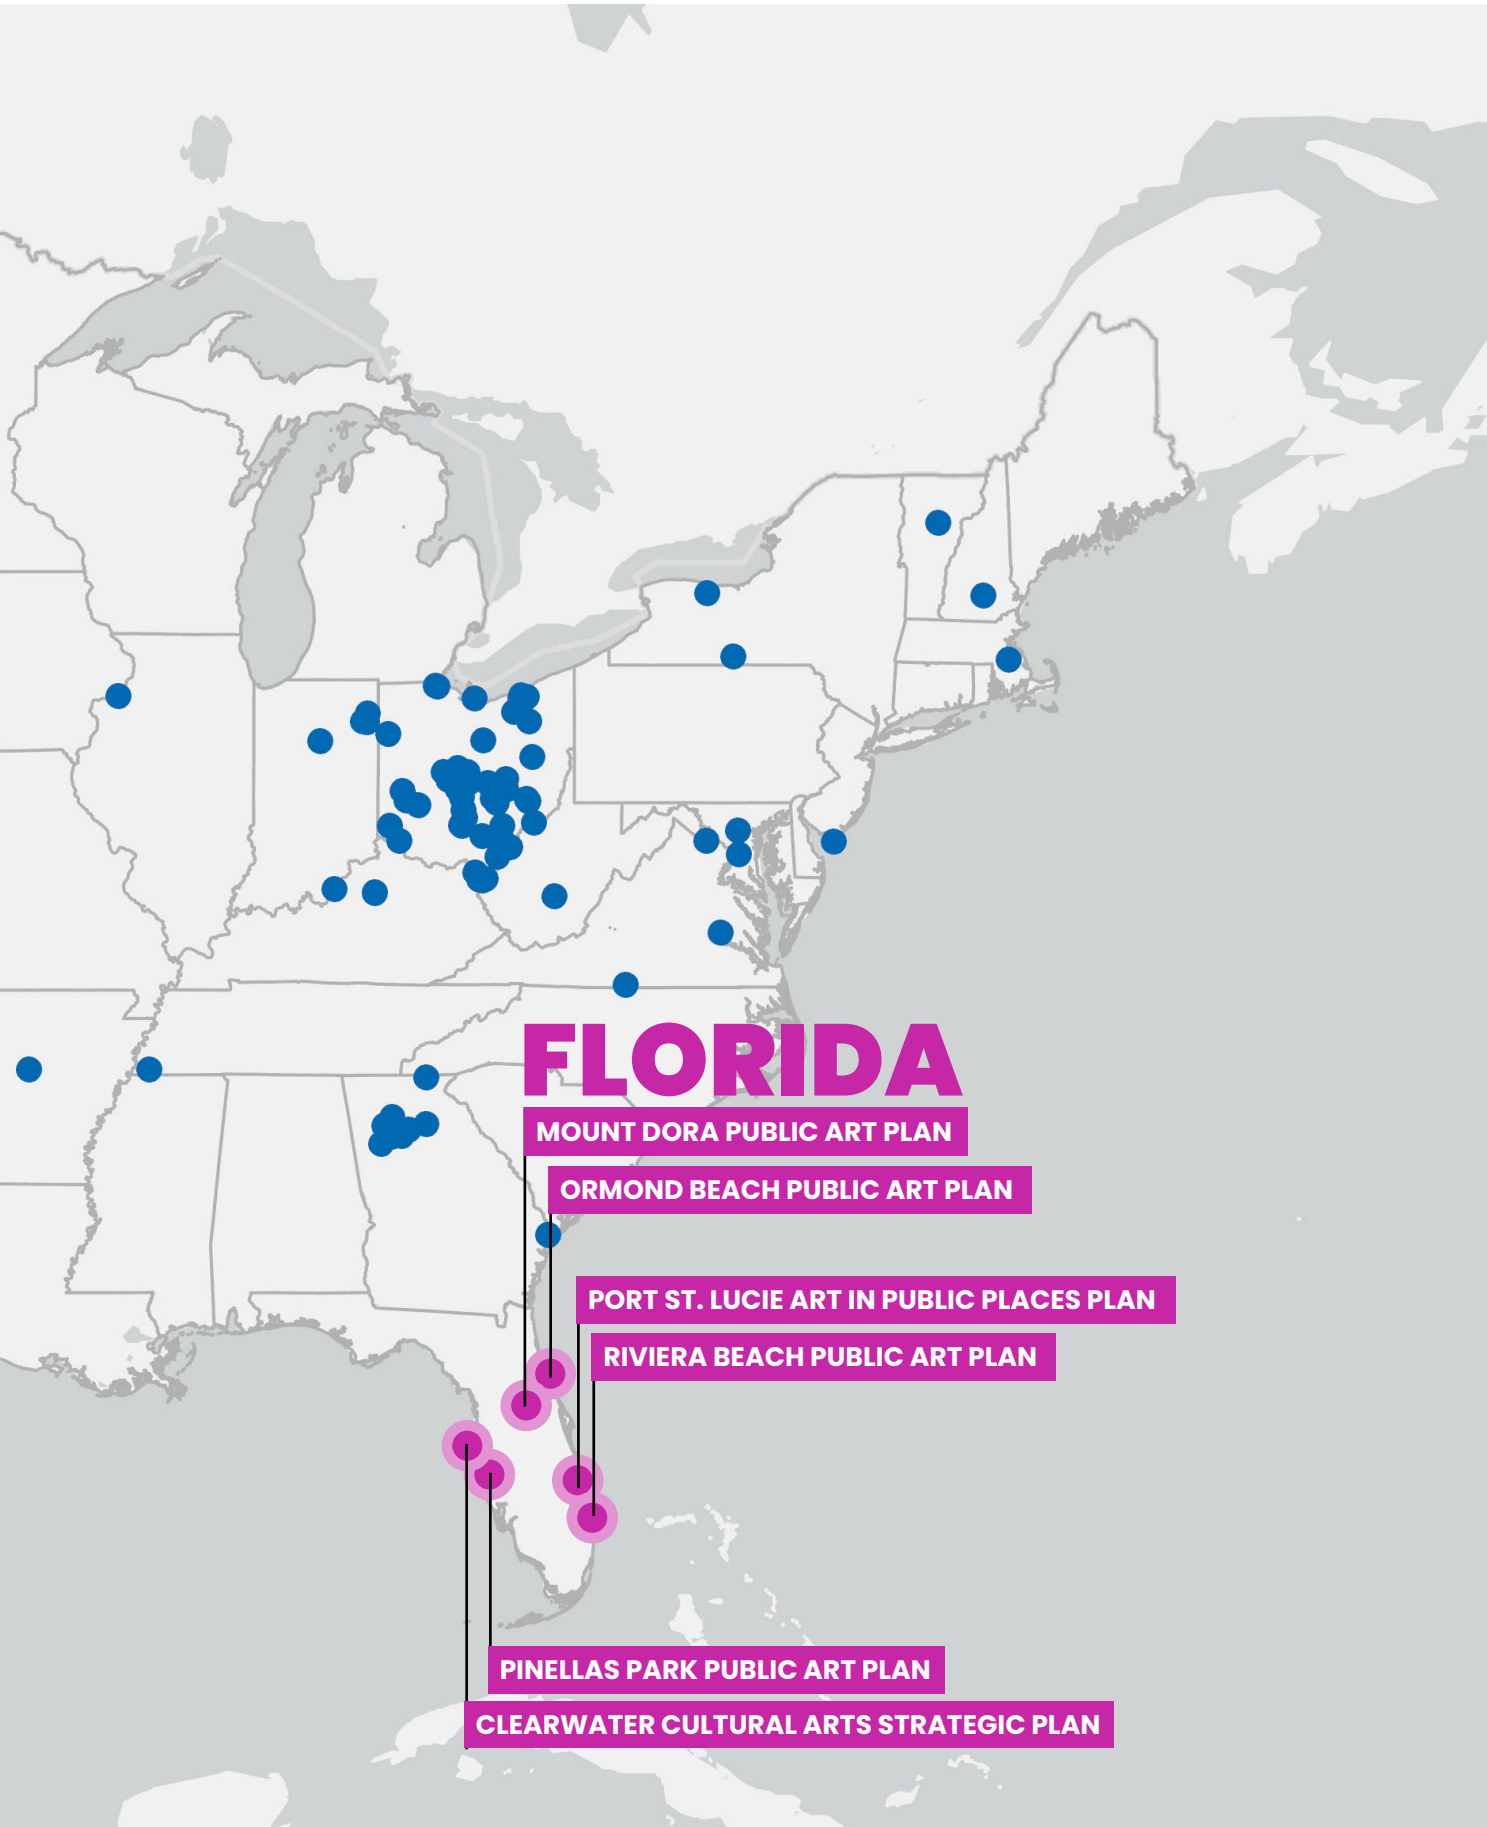 FLORIDA
MOUNT DORA PUBLIC ART PLAN
ORMOND BEACH PUBLIC ART PLAN
PORT ST. LUCIE ART IN PUBLIC PLACES PLAN
RIVIERA BEACH PUBLIC ART PLAN
PINELLAS PARK PUBLIC ART PLAN
CLEARWATER CULTURAL ARTS STRATEGIC PLAN